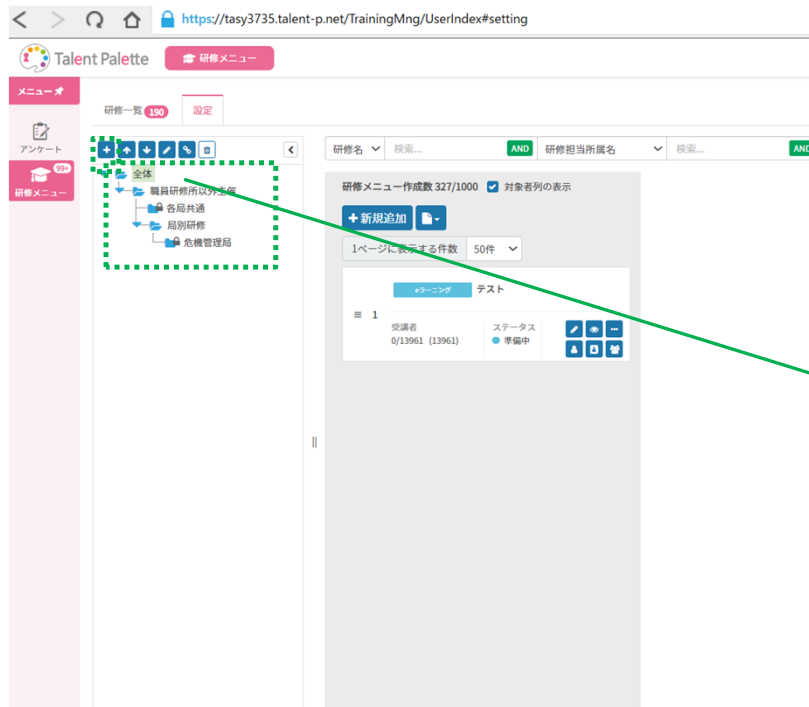 https://tasy3735.talent-p.net/TrainingMng/UserIndex#setting
Talent Palette
研修メニュー
メニュー
研修一覧 190
設定
アンケート
99+
研修メニュー
全体
職員研修所以外主催
各局共通
局別研修
危機管理局
研修名 検索... AND 研修担当所属名 検索... AND
研修メニュー作成数 327/1000 対象者列の表示
+新規追加
1ページに表示する件数 50件
eラーニング テスト
≡ 1
受講者 ステータス
0/13961 (13961) 準備中